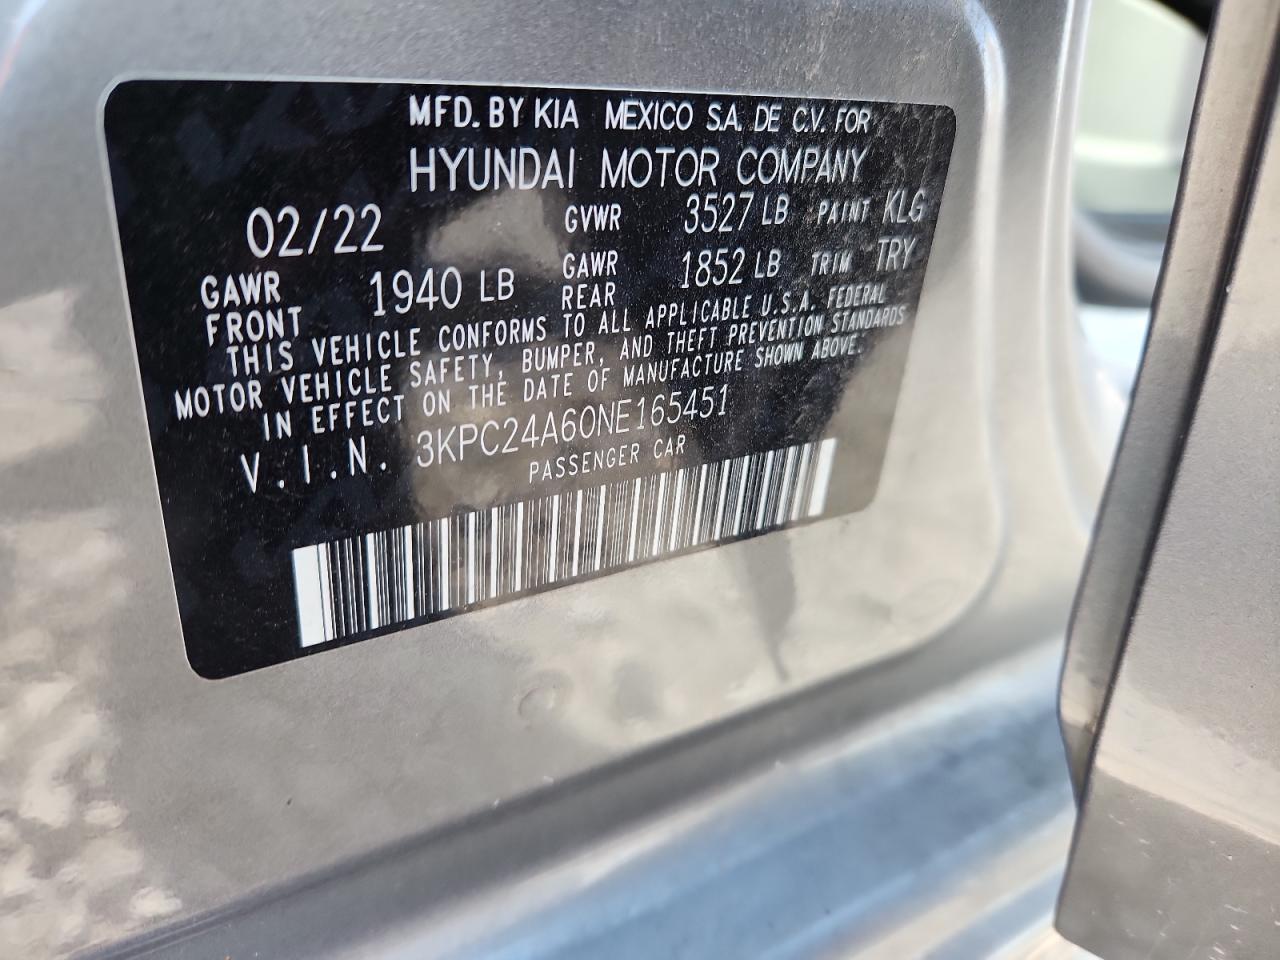 MFD. BY KIA MEXICO S.A. DE C.V. FOR
HYUNDAI MOTOR COMPANY
02/22 GVWR 3527 LB PAINT KLG
GAWR FRONT 1940 LB GAWR REAR 1852 LB TRIM TRY
THIS VEHICLE CONFORMS TO ALL APPLICABLE U.S.A. FEDERAL
MOTOR VEHICLE SAFETY, BUMPER, AND THEFT PREVENTION STANDARDS
IN EFFECT ON THE DATE OF MANUFACTURE SHOWN ABOVE.
V.I.N. 3KPC24A60NE165451
PASSENGER CAR